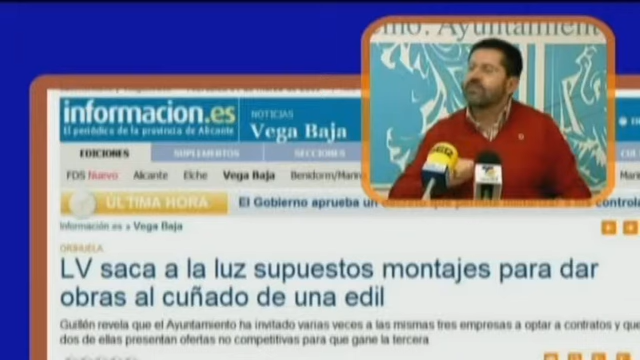 Ayuntamiento
informacion.es
El periódico de la provincia de Alicante
NOTICIAS
Vega Baja
EDICIONES SUPLEMENTOS SECCIONES
FDS Nuevo Alicante Elche Vega Baja Benidorm/Marina
ÚLTIMA HORA El Gobierno aprueba un
Información.es » Vega Baja
ORIHUELA
LV saca a la luz supuestos montajes para dar
obras al cuñado de una edil
Guillén revela que el Ayuntamiento ha invitado varias veces a las mismas tres empresas a optar a contratos y que
dos de ellas presentan ofertas no competitivas para que gane la tercera